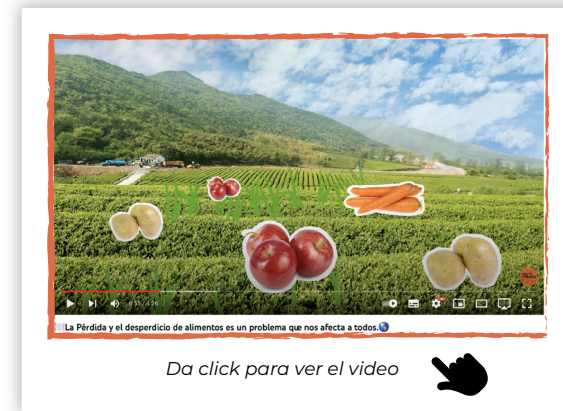 La Pérdida y el desperdicio de alimentos es un problema que nos afecta a todos.
Da click para ver el video